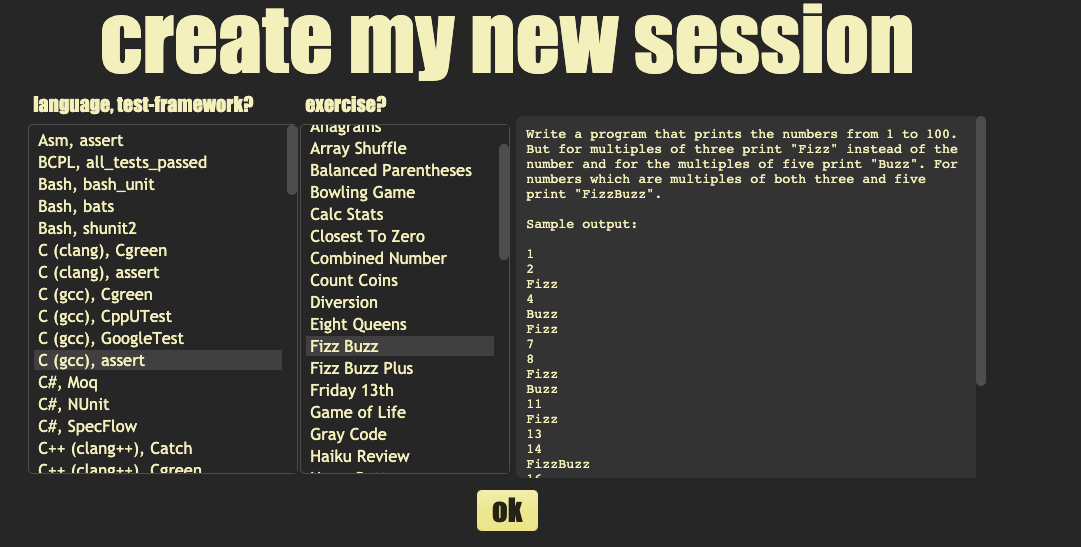 create my new session
language, test-framework?
exercise?
Asm, assert
BCPL, all_tests_passed
Bash, bash_unit
Bash, bats
Bash, shunit2
C (clang), Cgreen
C (clang), assert
C (gcc), Cgreen
C (gcc), CppUTest
C (gcc), GoogleTest
C (gcc), assert
C#, Moq
C#, NUnit
C#, SpecFlow
C++ (clang++), Catch
C++ (clang++), Cgreen
Anagrams
Array Shuffle
Balanced Parentheses
Bowling Game
Calc Stats
Closest To Zero
Combined Number
Count Coins
Diversion
Eight Queens
Fizz Buzz
Fizz Buzz Plus
Friday 13th
Game of Life
Gray Code
Haiku Review
Write a program that prints the numbers from 1 to 100.
But for multiples of three print "Fizz" instead of the
number and for the multiples of five print "Buzz". For
numbers which are multiples of both three and five
print "FizzBuzz".
Sample output:
1
2
Fizz
4
Buzz
Fizz
7
8
Fizz
Buzz
11
Fizz
13
14
FizzBuzz
16
ok